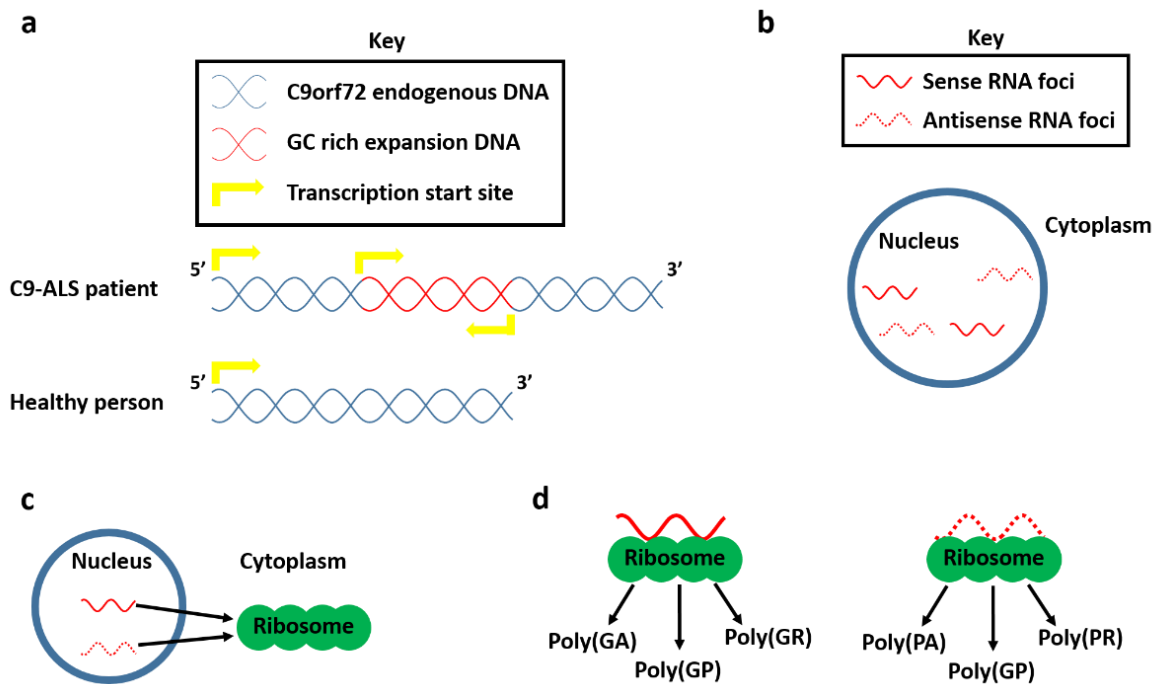 a
Key
C9orf72 endogenous DNA
GC rich expansion DNA
Transcription start site
C9-ALS patient
5’
3’
Healthy person
5’
3’
b
Key
Sense RNA foci
Antisense RNA foci
Nucleus
Cytoplasm
c
Nucleus
Cytoplasm
Ribosome
d
Ribosome
Poly(GA)
Poly(GP)
Poly(GR)
Ribosome
Poly(PA)
Poly(GP)
Poly(PR)